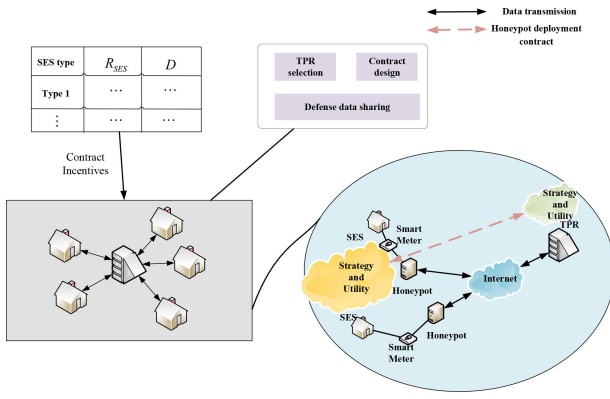 Data transmission
Honeypot deployment
contract
SES type R_SES D
Type 1 ... ...
⋮ ... ...
TPR
selection
Contract
design
Defense data sharing
Contract
Incentives
Strategy
and
Utility
TPR
SES
Smart
Meter
Strategy
and
Utility
Honeypot
Internet
SES
Smart
Meter
Honeypot